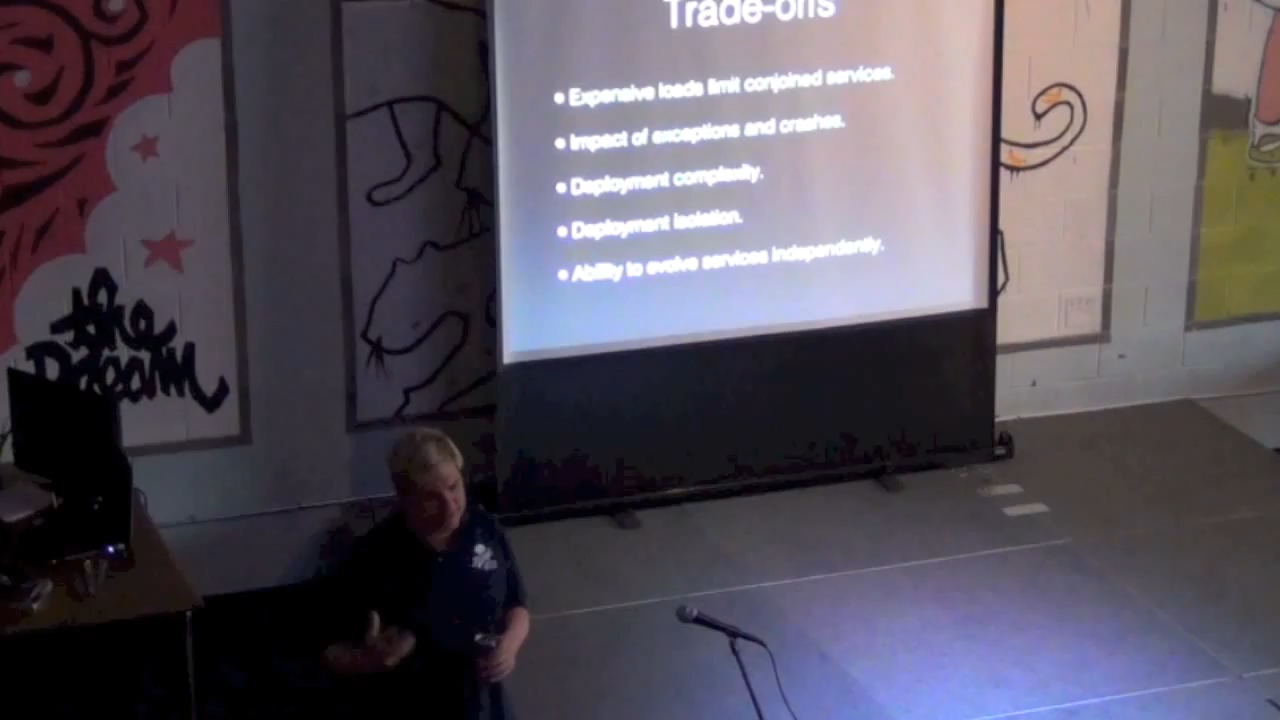 Trade-offs
• Expensive loads limit conjoined services.
• Impact of exceptions and crashes.
• Deployment complexity.
• Deployment isolation.
• Ability to evolve services independently.
the
Dream